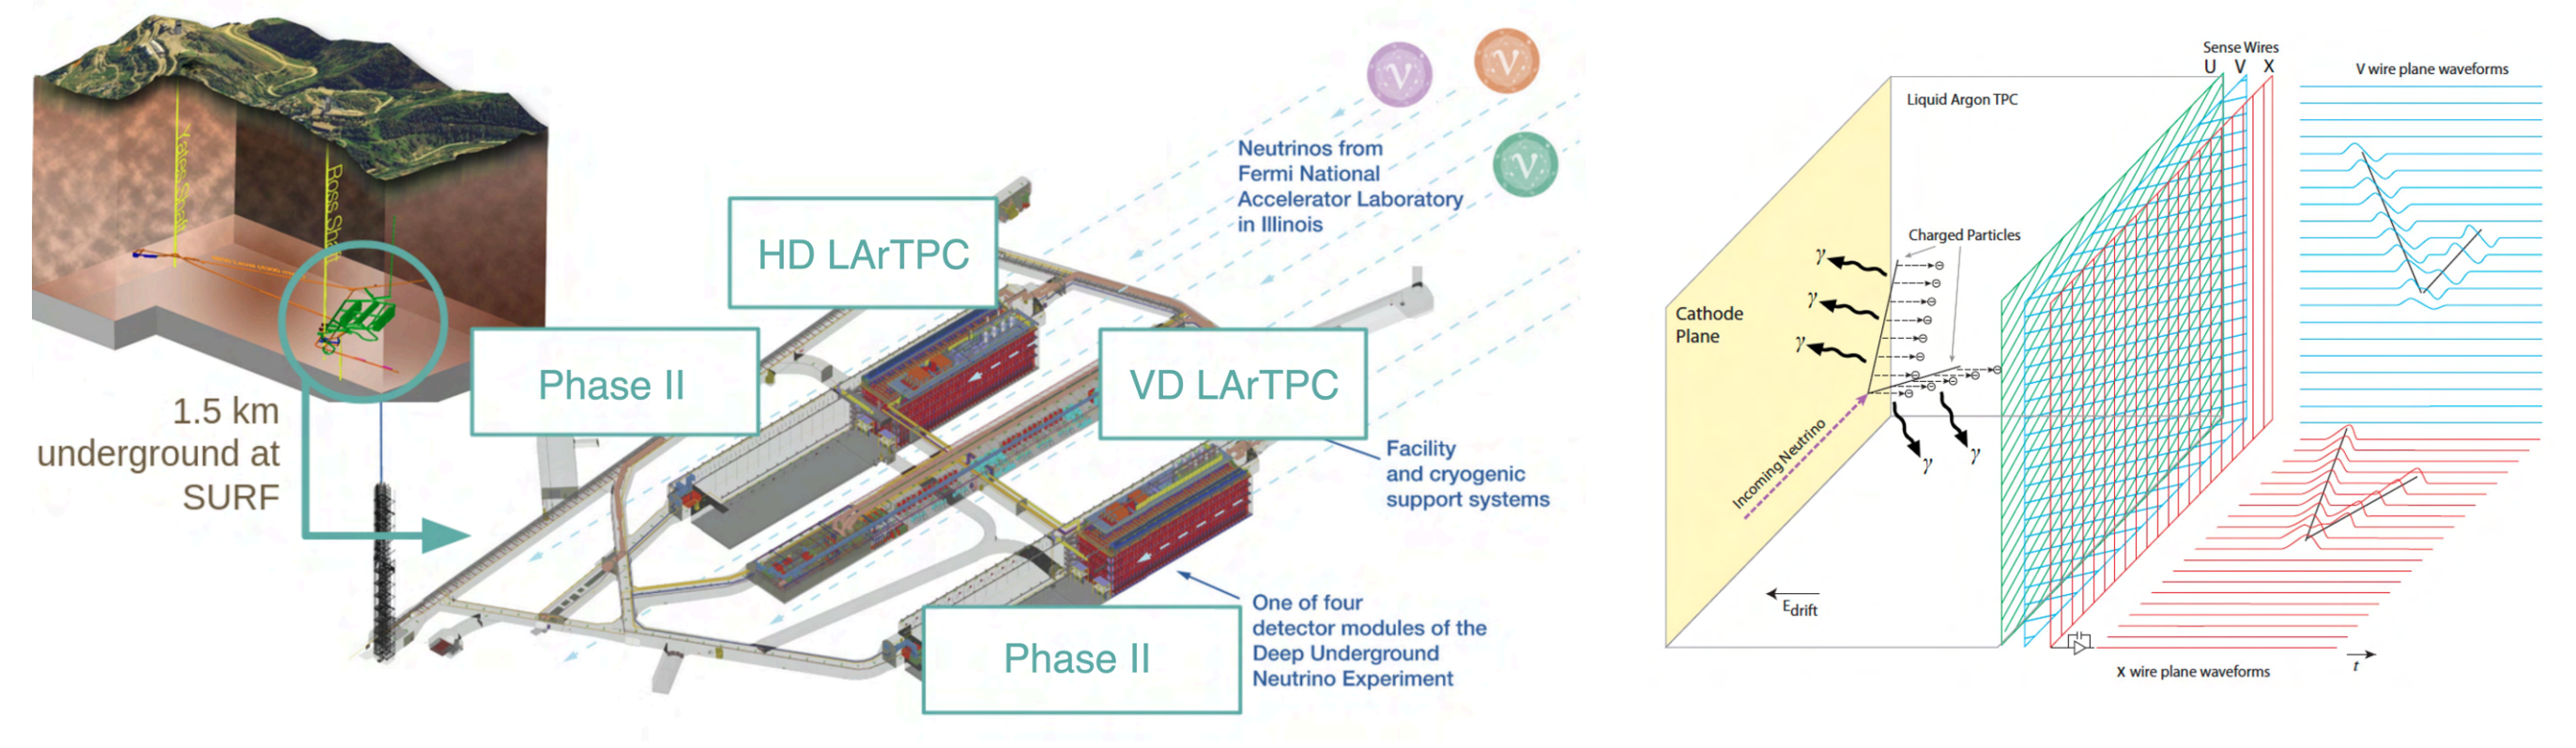 Yates Shaft
Ross Shaft
1.5 km
underground at
SURF
HD LArTPC
Phase II
VD LArTPC
Phase II
ν
ν
ν
Neutrinos from
Fermi National
Accelerator Laboratory
in Illinois
Facility
and cryogenic
support systems
One of four
detector modules of the
Deep Underground
Neutrino Experiment
Sense Wires
U V X
V wire plane waveforms
Liquid Argon TPC
Charged Particles
γ
γ
γ
Cathode
Plane
Incoming Neutrino
γ
γ
Edrift
t
X wire plane waveforms